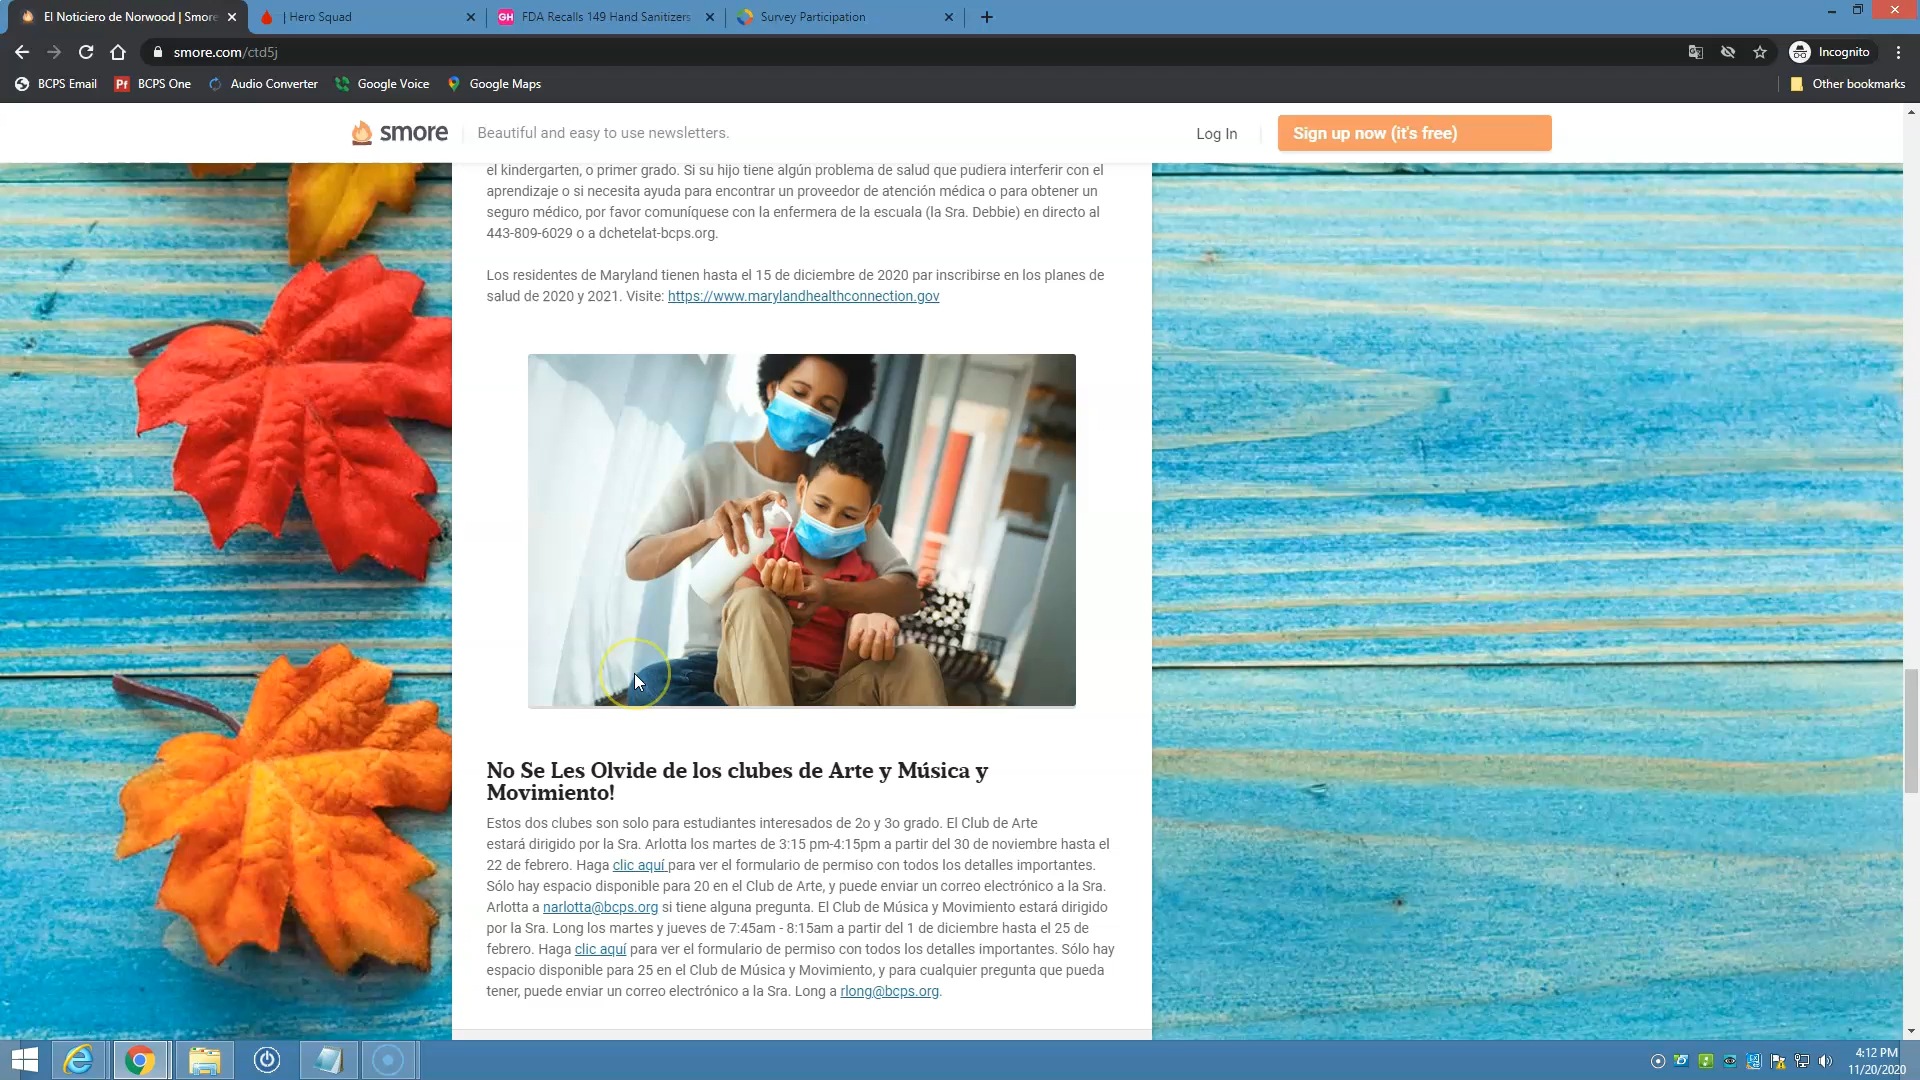 El Noticiero de Norwood | Smore
| Hero Squad
GH FDA Recalls 149 Hand Sanitizers
Survey Participation
smore.com/ctd5j
Incognito
BCPS Email
Pf BCPS One
Audio Converter
Google Voice
Google Maps
Other bookmarks
smore
Beautiful and easy to use newsletters.
Log In
Sign up now (it's free)
el kindergarten, o primer grado. Si su hijo tiene algún problema de salud que pudiera interferir con el
aprendizaje o si necesita ayuda para encontrar un proveedor de atención médica o para obtener un
seguro médico, por favor comuníquese con la enfermera de la escuela (la Sra. Debbie) en directo al
443-809-6029 o a dchetelat-bcps.org.
Los residentes de Maryland tienen hasta el 15 de diciembre de 2020 par inscribirse en los planes de
salud de 2020 y 2021. Visite: https://www.marylandhealthconnection.gov
No Se Les Olvide de los clubes de Arte y Música y
Movimiento!
Estos dos clubes son solo para estudiantes interesados de 2o y 3o grado. El Club de Arte
estará dirigido por la Sra. Arlotta los martes de 3:15 pm-4:15pm a partir del 30 de noviembre hasta el
22 de febrero. Haga clic aquí para ver el formulario de permiso con todos los detalles importantes.
Sólo hay espacio disponible para 20 en el Club de Arte, y puede enviar un correo electrónico a la Sra.
Arlotta a narlotta@bcps.org si tiene alguna pregunta. El Club de Música y Movimiento estará dirigido
por la Sra. Long los martes y jueves de 7:45am - 8:15am a partir del 1 de diciembre hasta el 25 de
febrero. Haga clic aquí para ver el formulario de permiso con todos los detalles importantes. Sólo hay
espacio disponible para 25 en el Club de Música y Movimiento, y para cualquier pregunta que pueda
tener, puede enviar un correo electrónico a la Sra. Long a rlong@bcps.org.
4:12 PM
11/20/2020